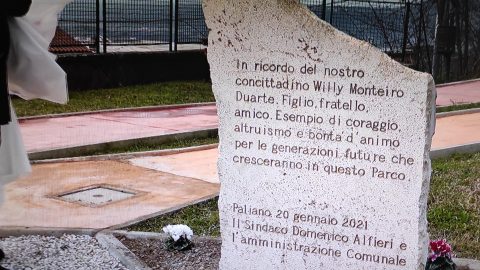 In ricordo del nostro
concittadino Willy Monteiro
Duarte. Figlio, fratello,
amico. Esempio di coraggio,
altruismo e bontà d'animo
per le generazioni future che
cresceranno in questo Parco.
Paliano 20 gennaio 2021
Il Sindaco Domenico Alfieri e
l'amministrazione Comunale